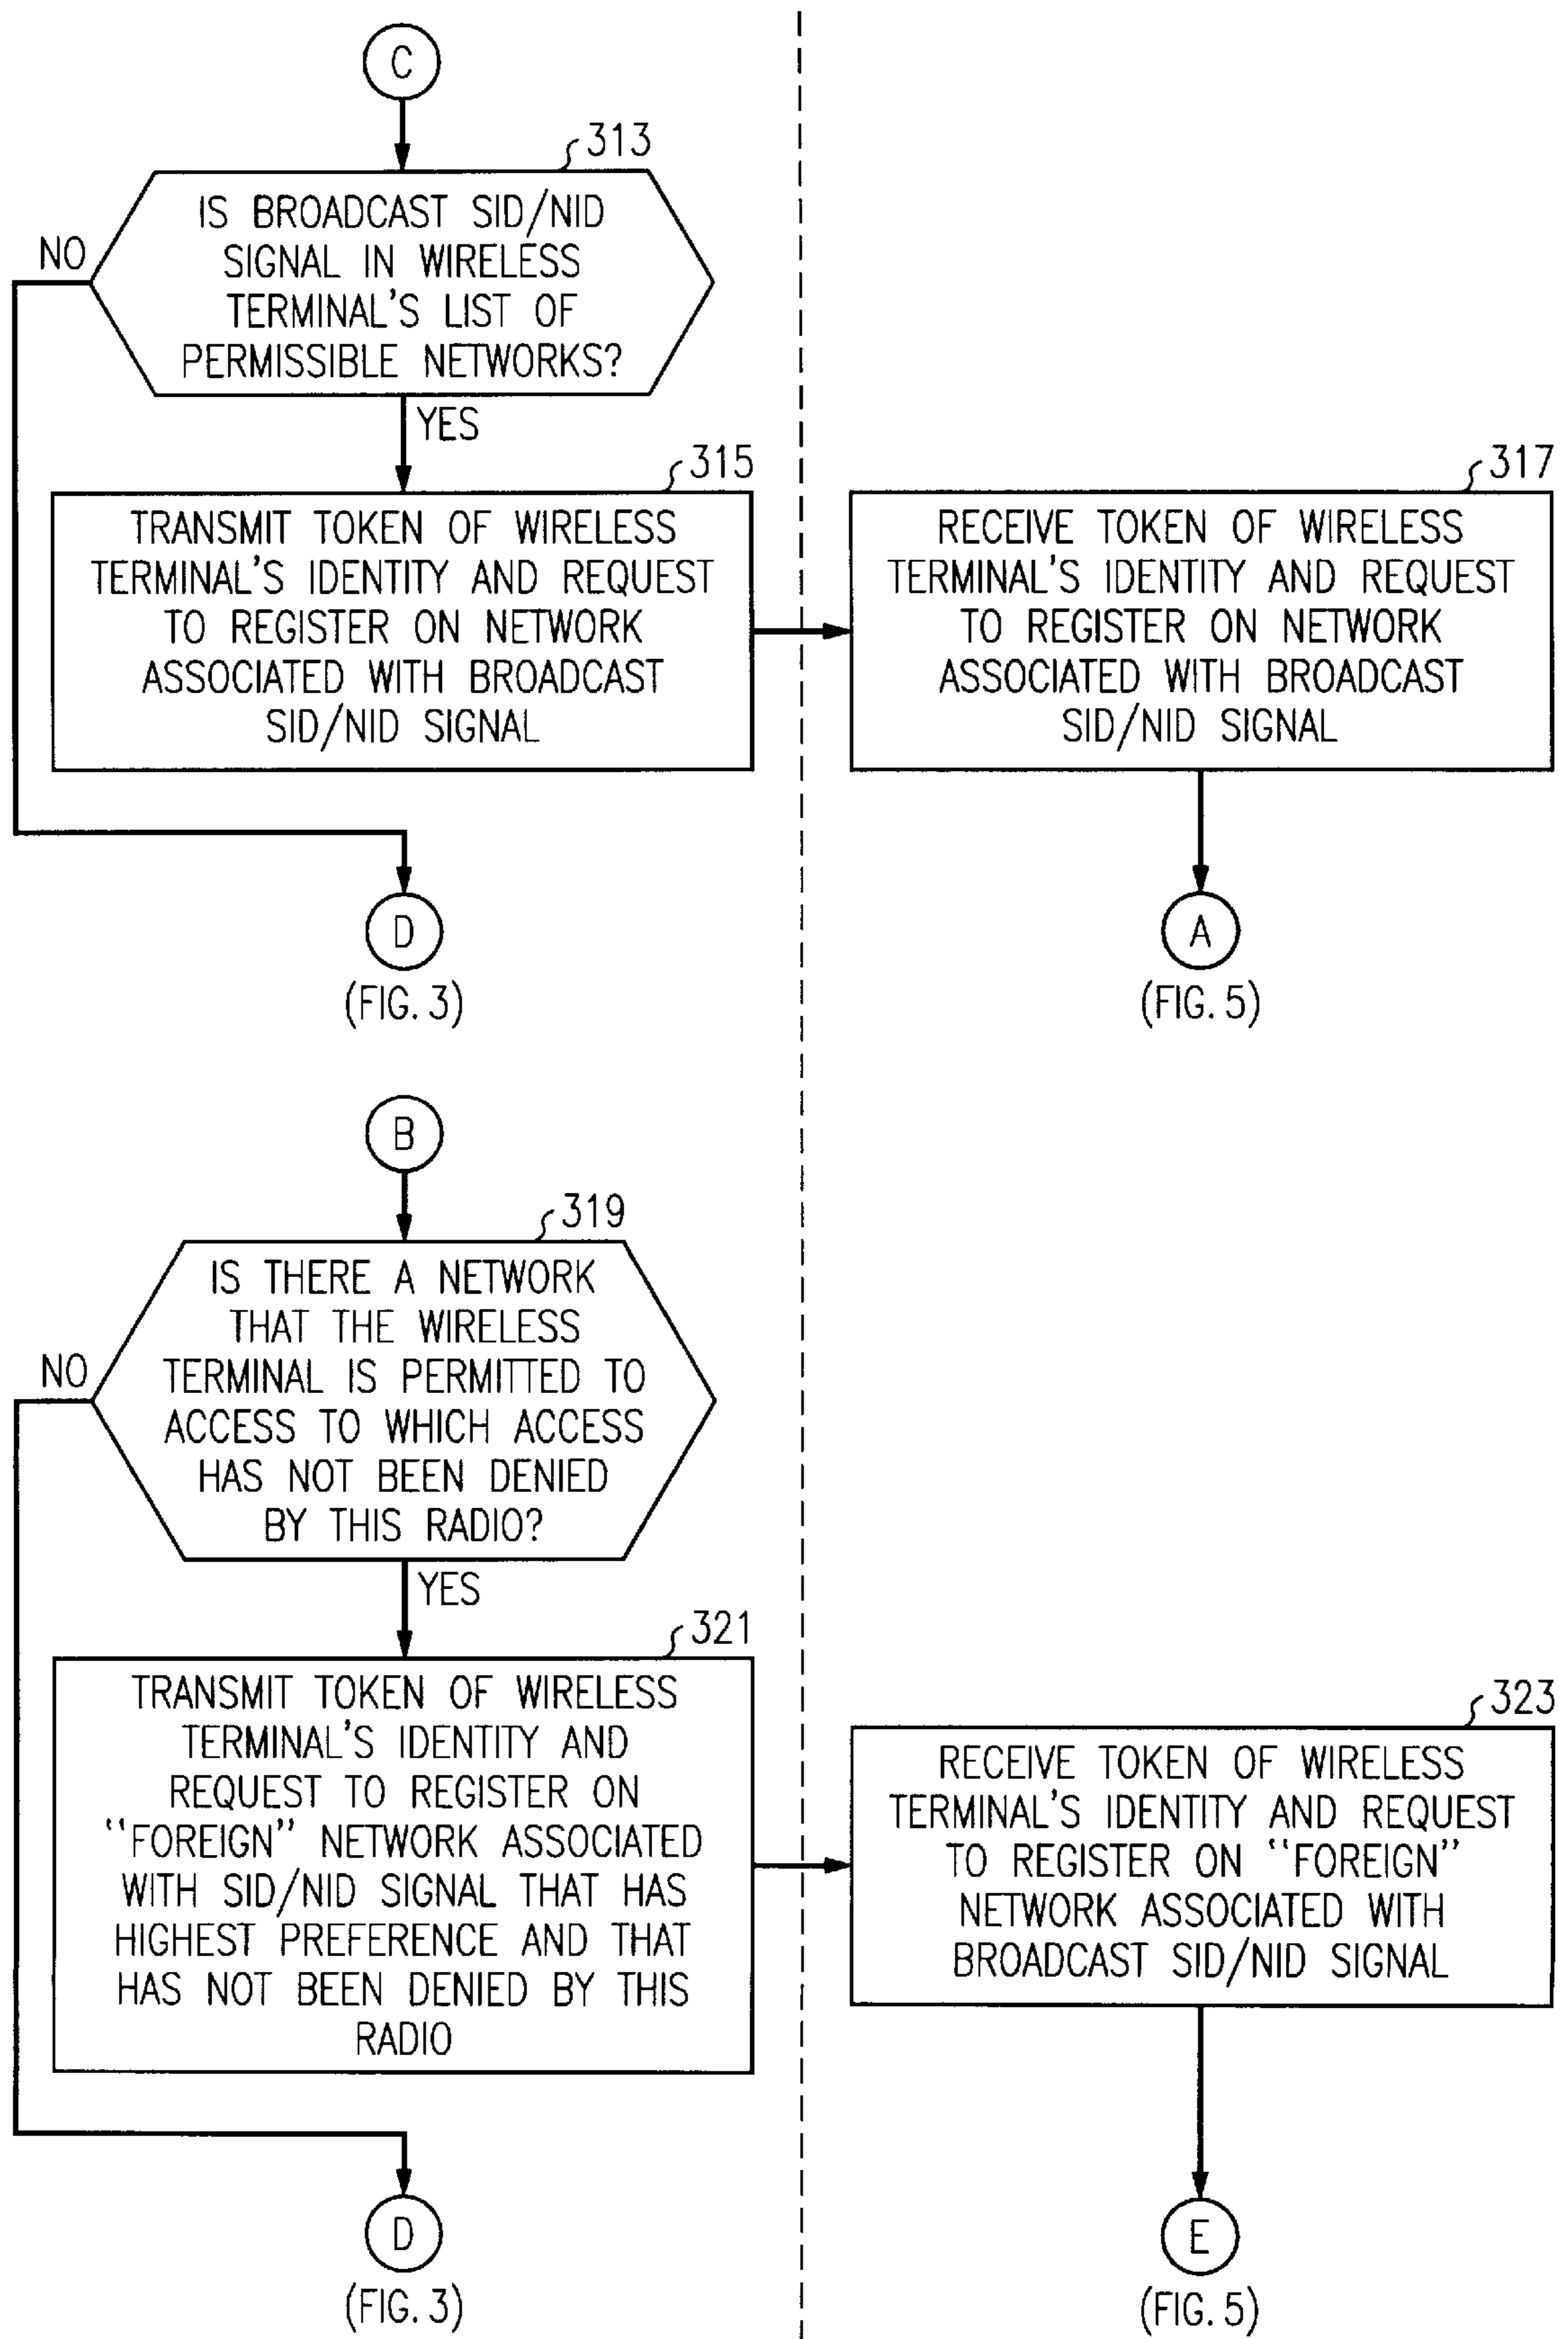 C
313
IS BROADCAST SID/NID
SIGNAL IN WIRELESS
TERMINAL'S LIST OF
PERMISSIBLE NETWORKS?
NO
YES
315
TRANSMIT TOKEN OF WIRELESS
TERMINAL'S IDENTITY AND REQUEST
TO REGISTER ON NETWORK
ASSOCIATED WITH BROADCAST
SID/NID SIGNAL
317
RECEIVE TOKEN OF WIRELESS
TERMINAL'S IDENTITY AND REQUEST
TO REGISTER ON NETWORK
ASSOCIATED WITH BROADCAST
SID/NID SIGNAL
D
(FIG. 3)
A
(FIG. 5)
B
319
IS THERE A NETWORK
THAT THE WIRELESS
TERMINAL IS PERMITTED TO
ACCESS TO WHICH ACCESS
HAS NOT BEEN DENIED
BY THIS RADIO?
NO
YES
321
TRANSMIT TOKEN OF WIRELESS
TERMINAL'S IDENTITY AND
REQUEST TO REGISTER ON
"FOREIGN" NETWORK ASSOCIATED
WITH SID/NID SIGNAL THAT HAS
HIGHEST PREFERENCE AND THAT
HAS NOT BEEN DENIED BY THIS
RADIO
323
RECEIVE TOKEN OF WIRELESS
TERMINAL'S IDENTITY AND REQUEST
TO REGISTER ON "FOREIGN"
NETWORK ASSOCIATED WITH
BROADCAST SID/NID SIGNAL
D
(FIG. 3)
E
(FIG. 5)